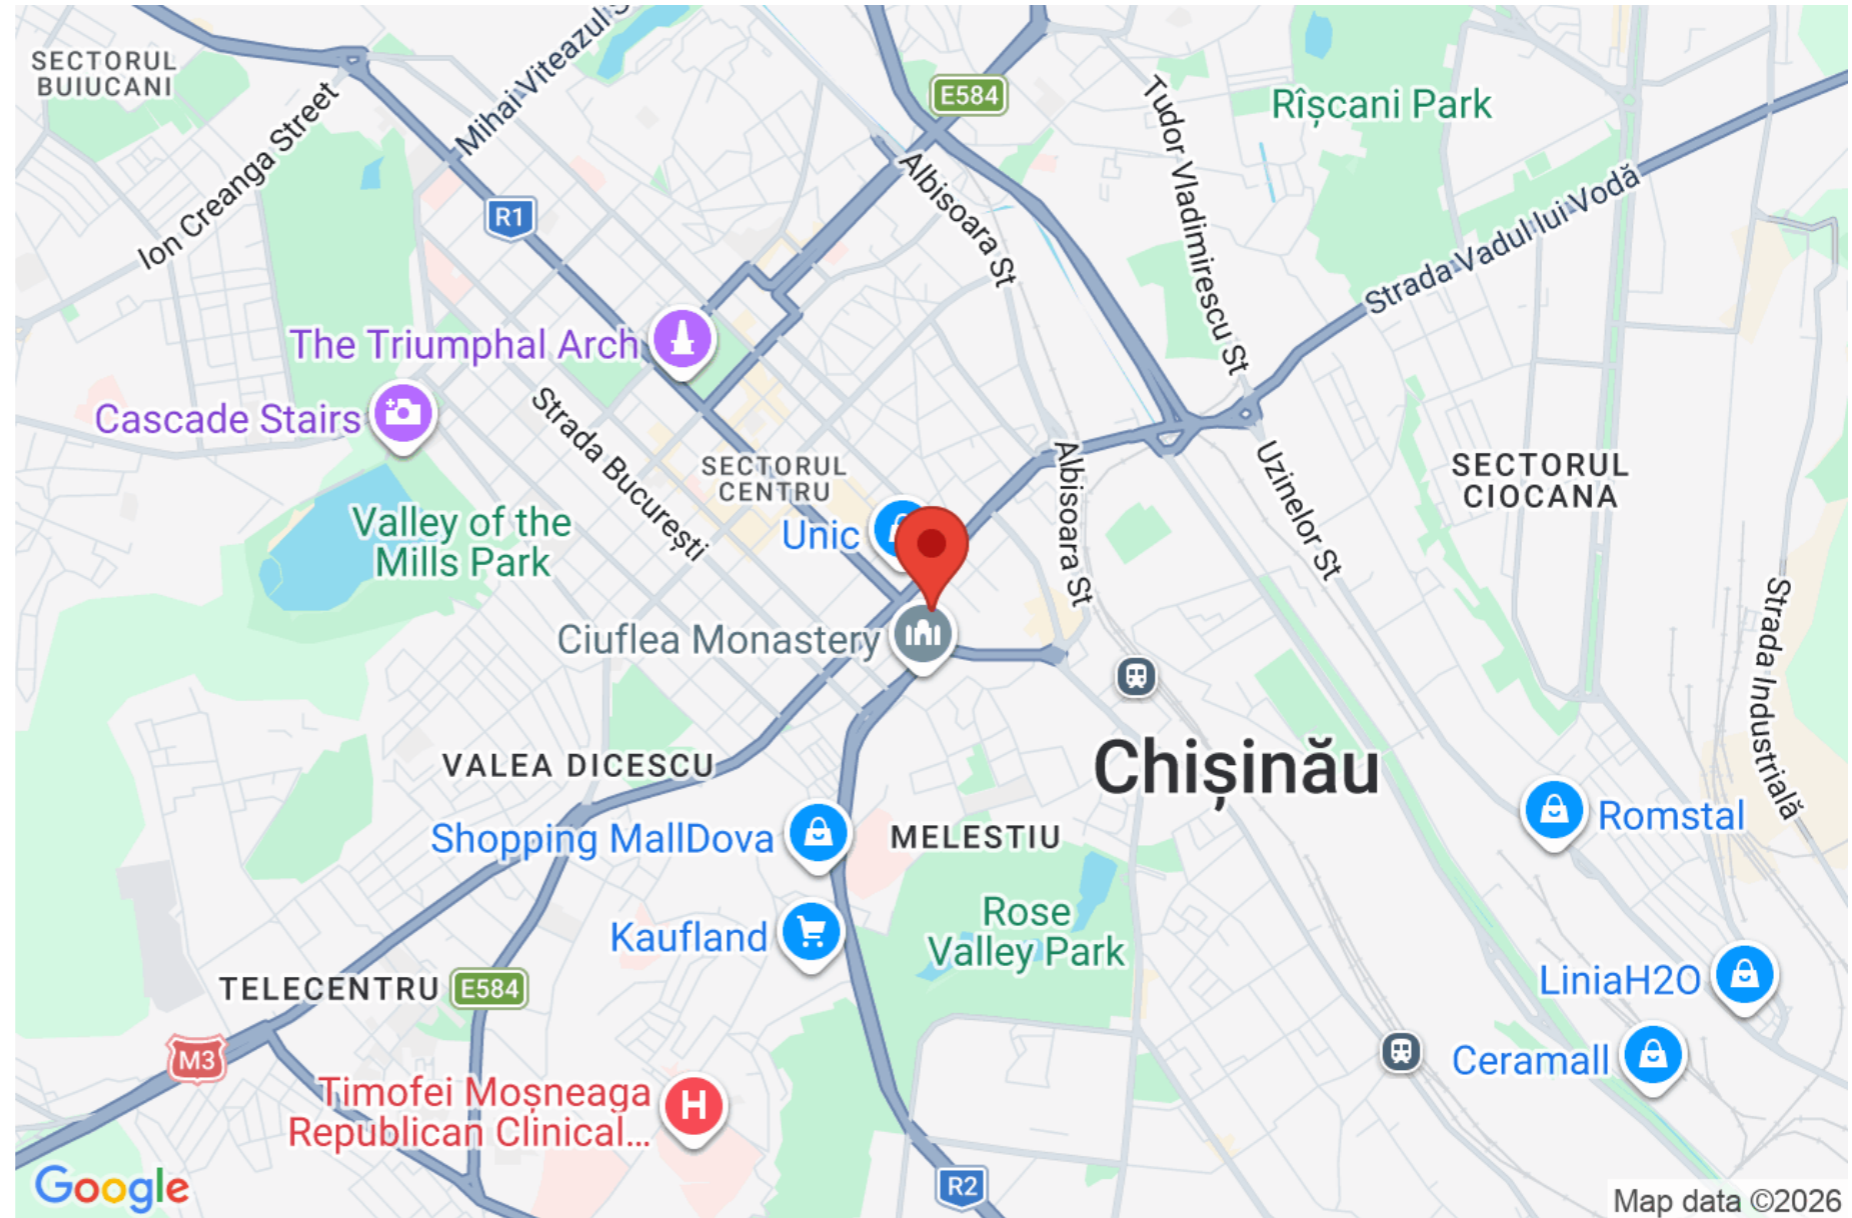 SECTORUL
BUIUCANI
Mihai Viteazul S
E584
Rîșcani Park
Ion Creanga Street
Tudor Vladimirescu St
Albisoara St
R1
Strada Vadul lui Vodă
The Triumphal Arch
Cascade Stairs
Strada București
SECTORUL
CENTRU
Albisoara St
Uzinelor St
SECTORUL
CIOCANA
Valley of the
Mills Park
Unic
Ciuflea Monastery
Strada Industrială
VALEA DICESCU
Chișinău
Shopping MallDova
MELESTIU
Romstal
Rose
Valley Park
Kaufland
TELECENTRU
E584
LiniaH2O
M3
Ceramall
Timofei Moșneaga
Republican Clinical...
H
R2
Google
Map data ©2026